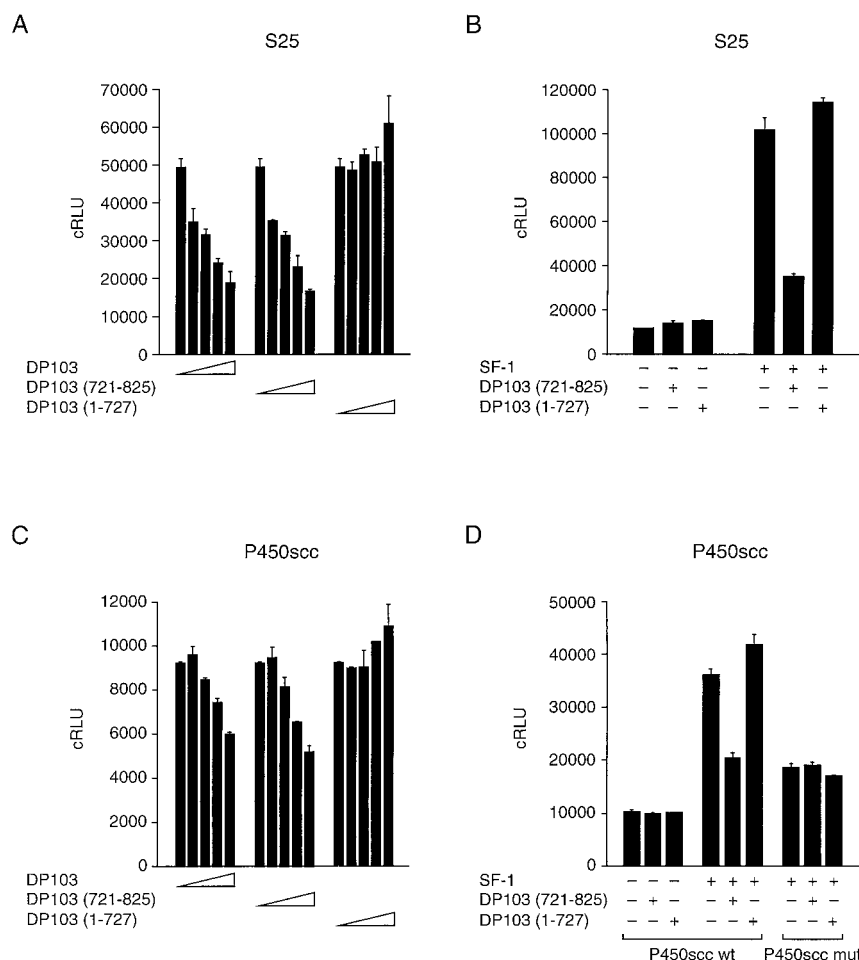 A
S25
70000
60000
50000
40000
30000
20000
10000
0
cRLU
DP103
DP103 (721-825)
DP103 (1-727)
B
S25
120000
100000
80000
60000
40000
20000
0
cRLU
SF-1 − − − + + +
DP103 (721-825) − + − − + −
DP103 (1-727) − − + − − +
C
P450scc
12000
10000
8000
6000
4000
2000
0
cRLU
DP103
DP103 (721-825)
DP103 (1-727)
D
P450scc
50000
40000
30000
20000
10000
0
cRLU
SF-1 − − − + + + + + +
DP103 (721-825) − + − − + − − + −
DP103 (1-727) − − + − − + − − +
P450scc wt P450scc mut